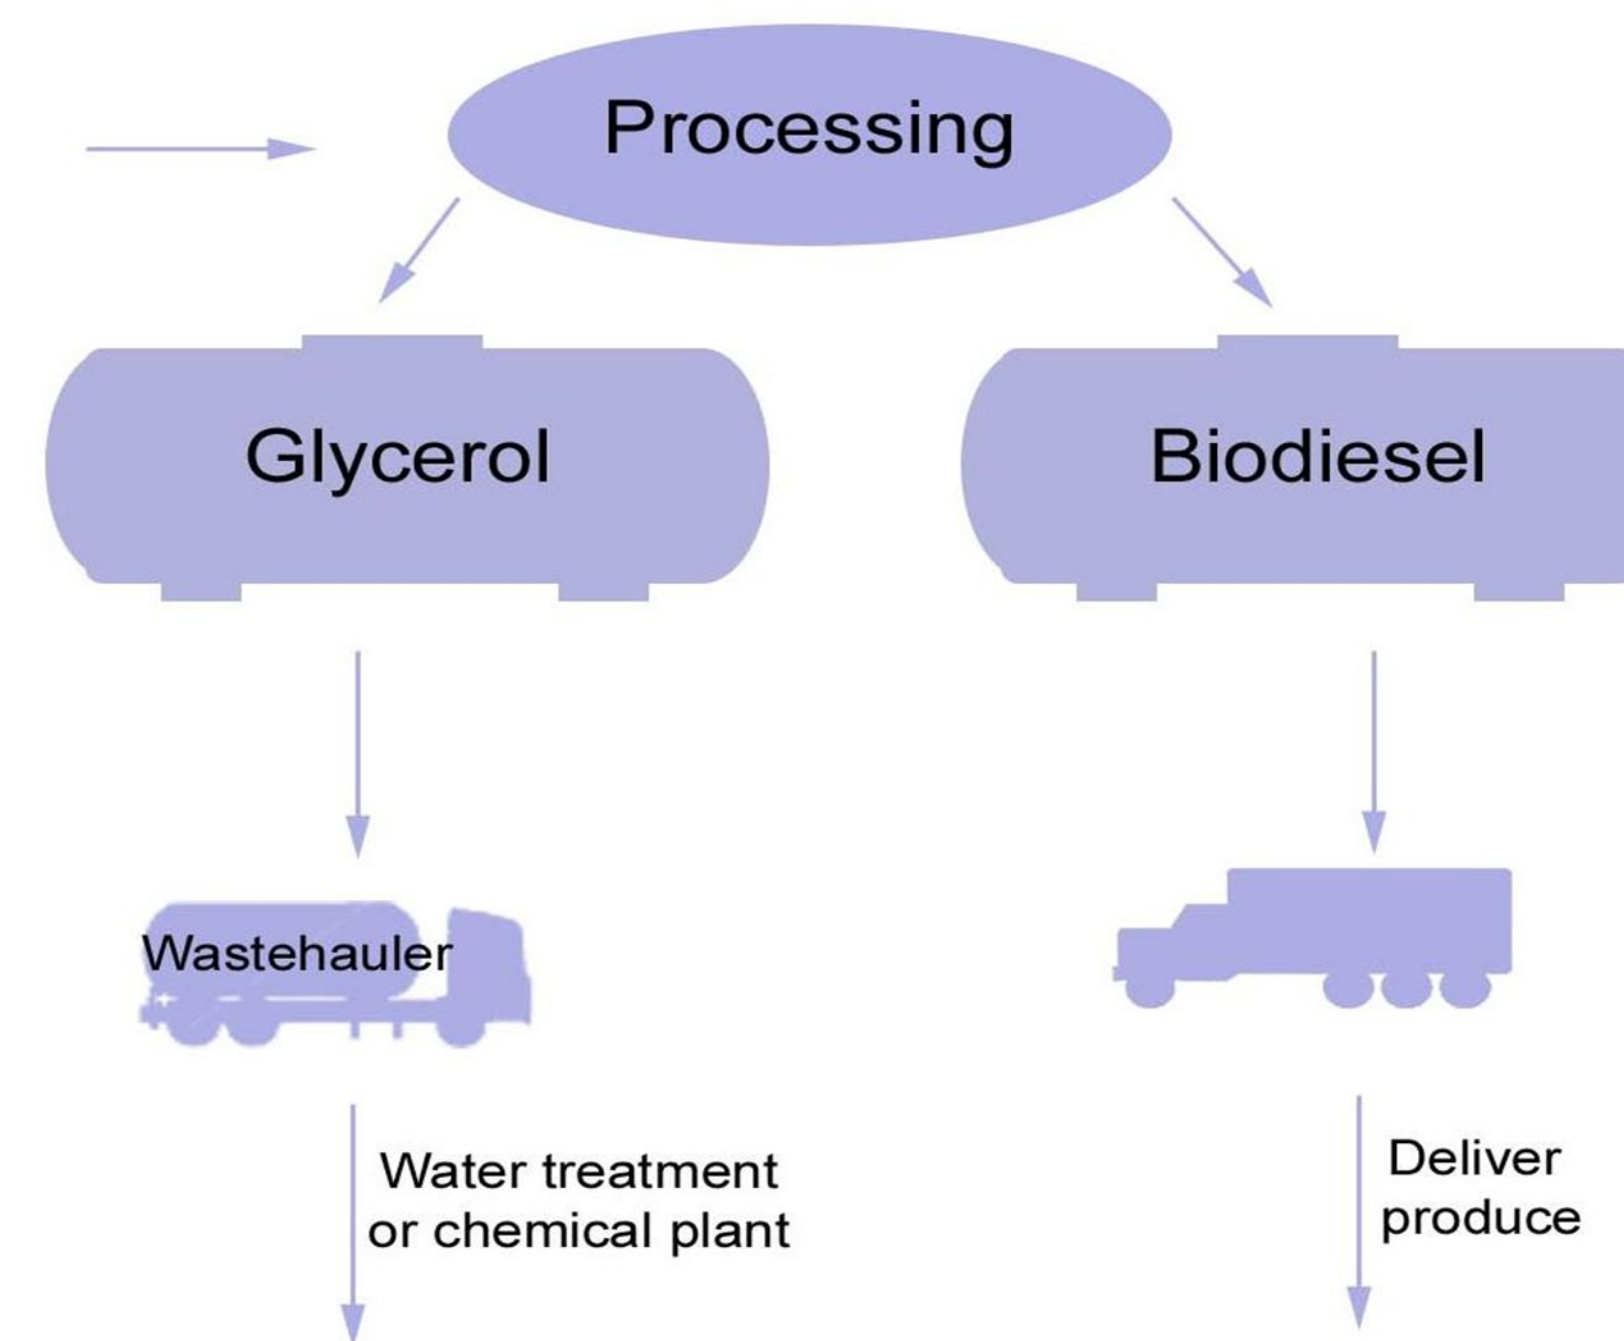 Processing
Glycerol
Biodiesel
Wastehauler
Water treatment
or chemical plant
Deliver
produce